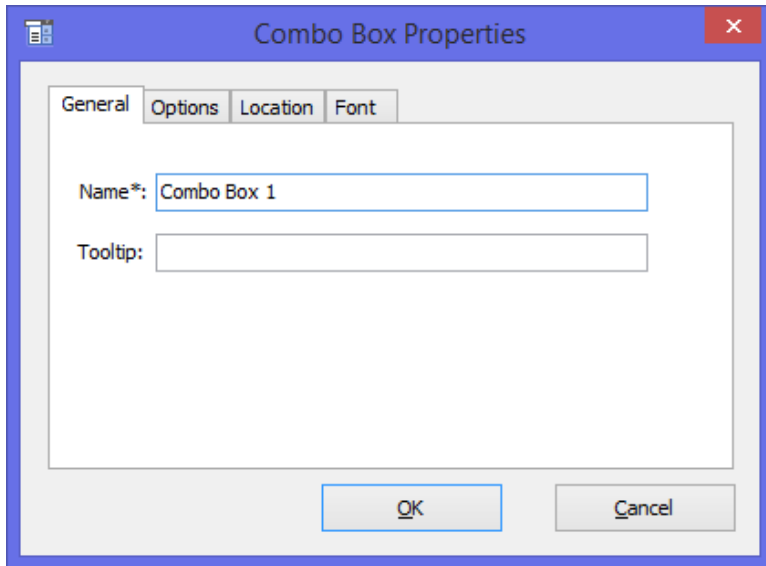 Combo Box Properties
General Options Location Font
Name*: Combo Box 1
Tooltip:
OK Cancel